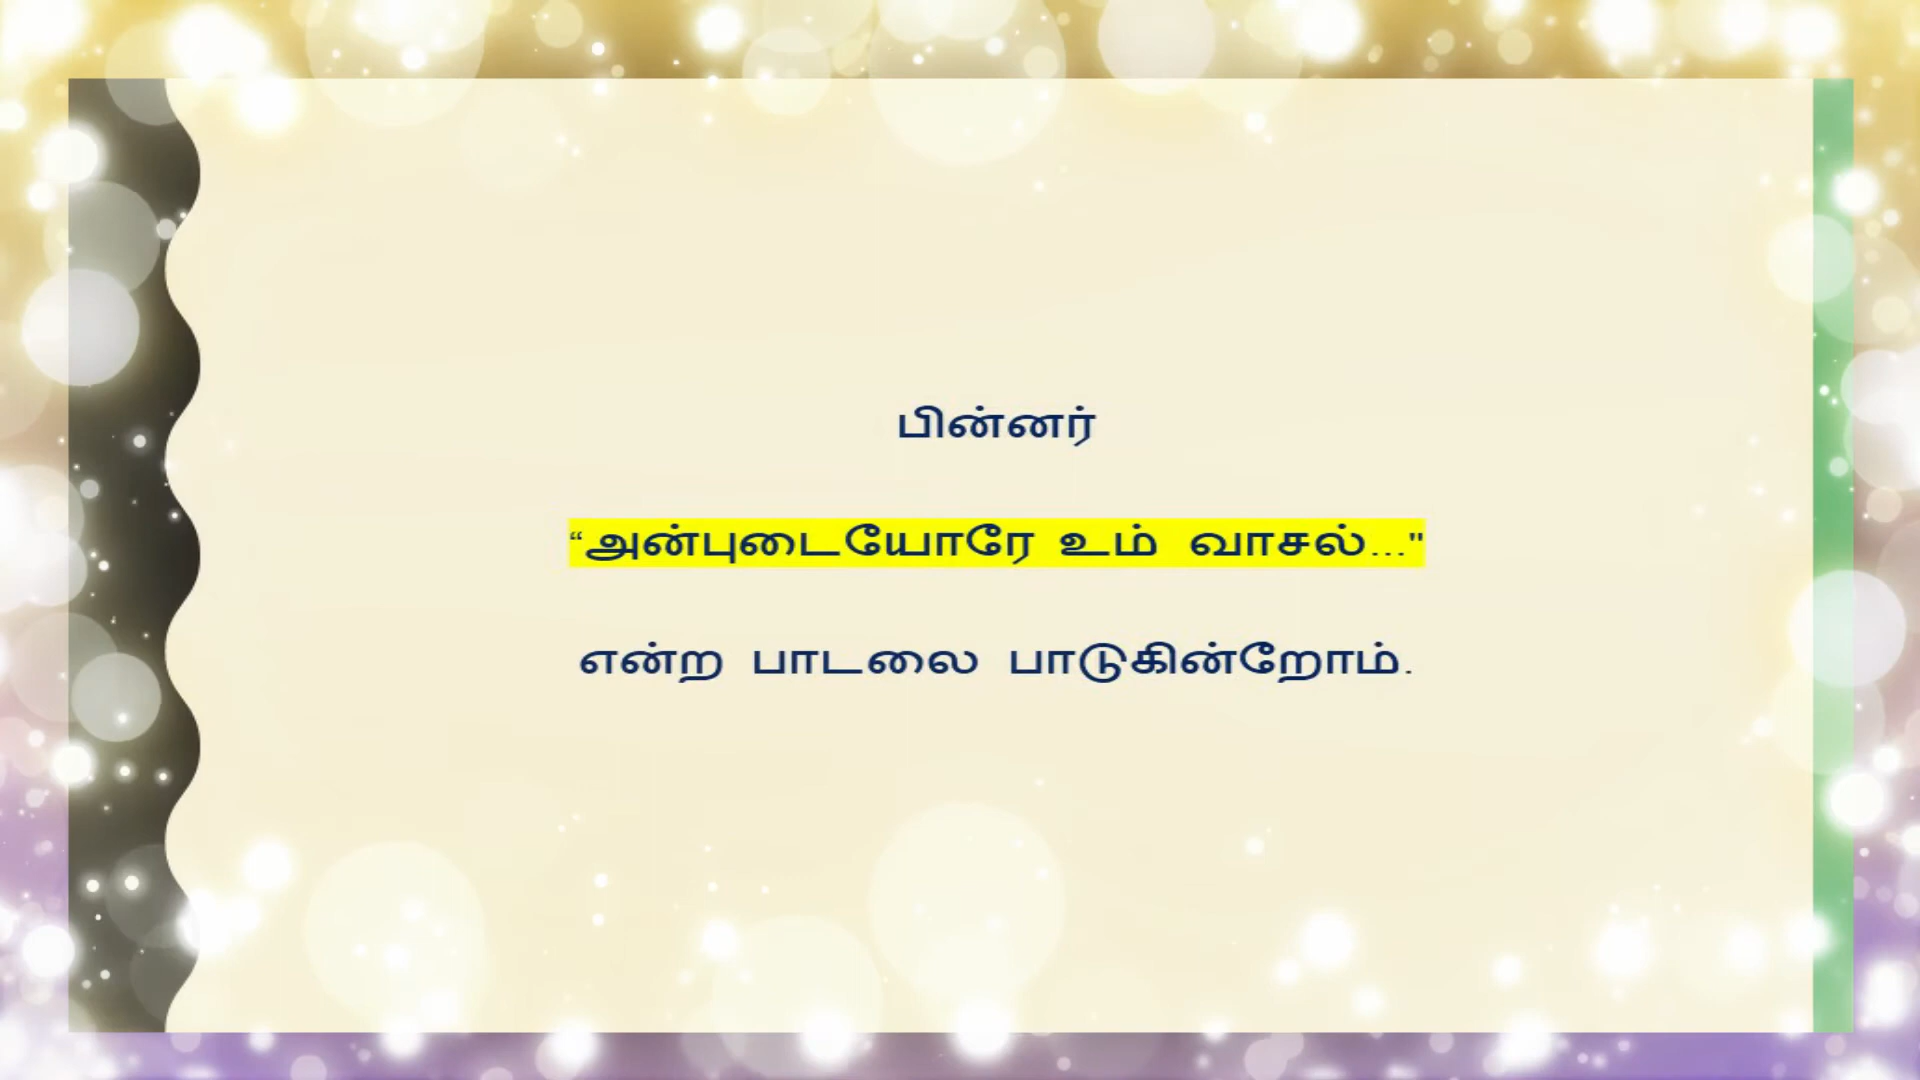 பின்னர்
“அன்புடையோரே உம் வாசல்..."
என்ற பாடலை பாடுகின்றோம்.